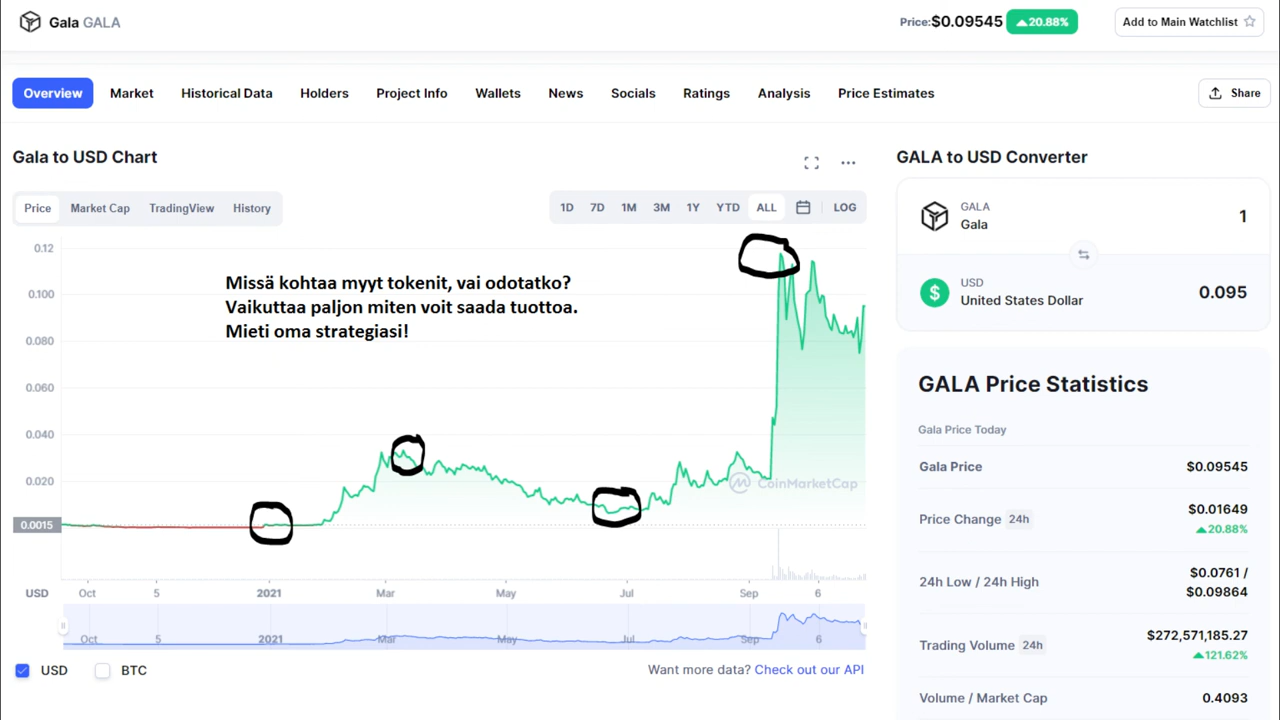 Gala GALA
Price:$0.09545 20.88% Add to Main Watchlist
Overview Market Historical Data Holders Project Info Wallets News Socials Ratings Analysis Price Estimates Share
Gala to USD Chart
Price Market Cap TradingView History
1D 7D 1M 3M 1Y YTD ALL LOG
0.12
0.100
0.080
0.060
0.040
0.020
0.0015
Missä kohtaa myyt tokenit, vai odotatko?
Vaikuttaa paljon miten voit saada tuottoa.
Mieti oma strategiasi!
CoinMarketCap
USD Oct 5 2021 Mar May Jul Sep 6
Oct 5 2021 Mar May Jul Sep 6
USD BTC
Want more data? Check out our API
GALA to USD Converter
GALA
Gala
1
USD
United States Dollar
0.095
$
GALA Price Statistics
Gala Price Today
Gala Price $0.09545
Price Change 24h $0.01649
20.88%
24h Low / 24h High $0.0761 /
$0.09864
Trading Volume 24h $272,571,185.27
121.62%
Volume / Market Cap 0.4093